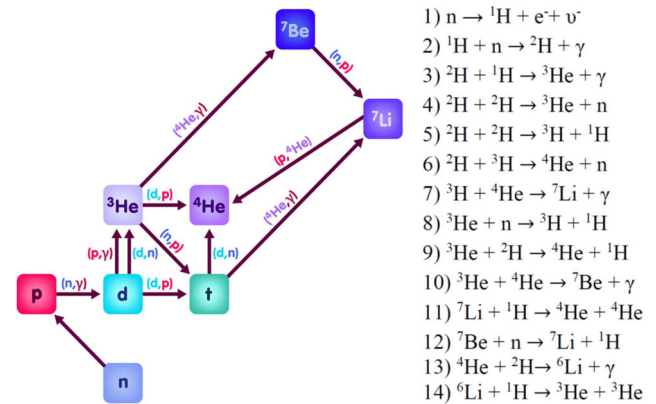 ⁷Be
(n,p)
⁷Li
(⁴He,γ)
(p,⁴He)
³He
(d,p)
⁴He
(⁴He,γ)
(n,p)
(p,γ)
(d,n)
(d,n)
p
(n,γ)
d
(d,p)
t
n
1) n → ¹H + e⁻+ υ⁻
2) ¹H + n → ²H + γ
3) ²H + ¹H → ³He + γ
4) ²H + ²H → ³He + n
5) ²H + ²H → ³H + ¹H
6) ²H + ³H → ⁴He + n
7) ³H + ⁴He → ⁷Li + γ
8) ³He + n → ³H + ¹H
9) ³He + ²H → ⁴He + ¹H
10) ³He + ⁴He → ⁷Be + γ
11) ⁷Li + ¹H → ⁴He + ⁴He
12) ⁷Be + n → ⁷Li + ¹H
13) ⁴He + ²H→ ⁶Li + γ
14) ⁶Li + ¹H → ³He + ³He